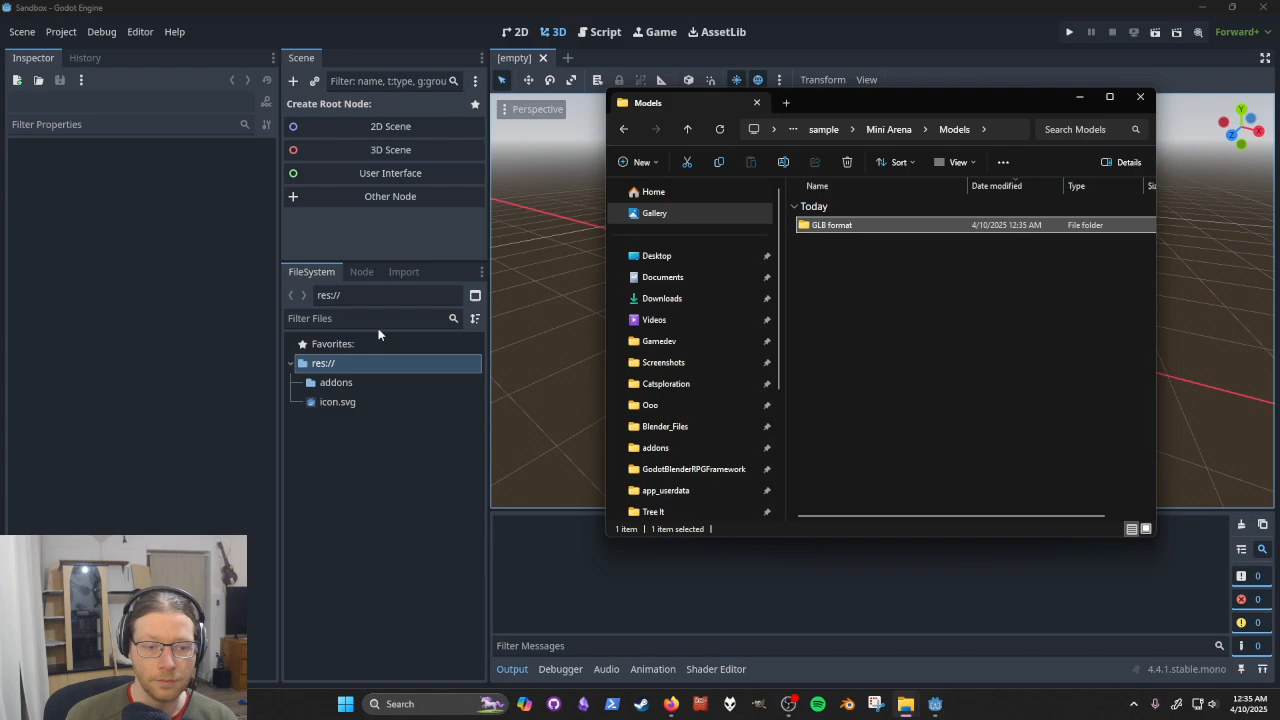 Sandbox - Godot Engine
Scene Project Debug Editor Help
2D 3D Script Game AssetLib
Forward+
Inspector History
Filter Properties
Scene
Filter: name, t:type, g:grou
Create Root Node:
2D Scene
3D Scene
User Interface
Other Node
FileSystem Node Import
res://
Filter Files
Favorites:
res://
addons
icon.svg
[empty]
Transform View
Perspective
Y
X
Z
Models
sample Mini Arena Models
Search Models
New Sort View Details
Home
Gallery
Desktop
Documents
Downloads
Videos
Gamedev
Screenshots
Catsploration
Ooo
Blender_Files
addons
GodotBlenderRPGFramework
app_userdata
Tree It
Name Date modified Type Si
Today
GLB format 4/10/2025 12:35 AM File folder
1 item 1 item selected
0
0
0
0
Filter Messages
Output Debugger Audio Animation Shader Editor
4.4.1.stable.mono
Search
12:35 AM
4/10/2025